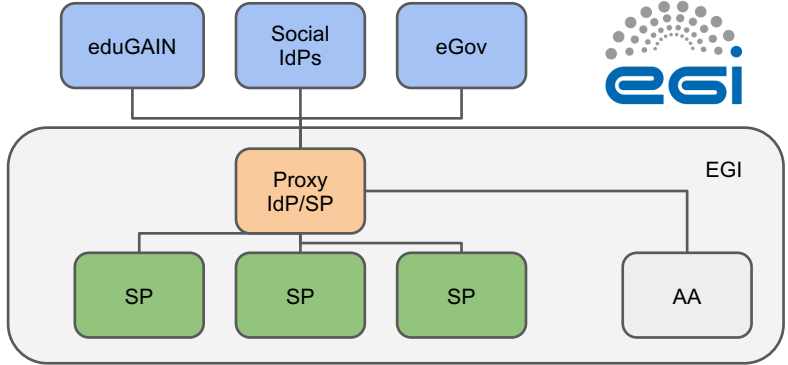 eduGAIN
Social
IdPs
eGov
egi
EGI
Proxy
IdP/SP
SP
SP
SP
AA